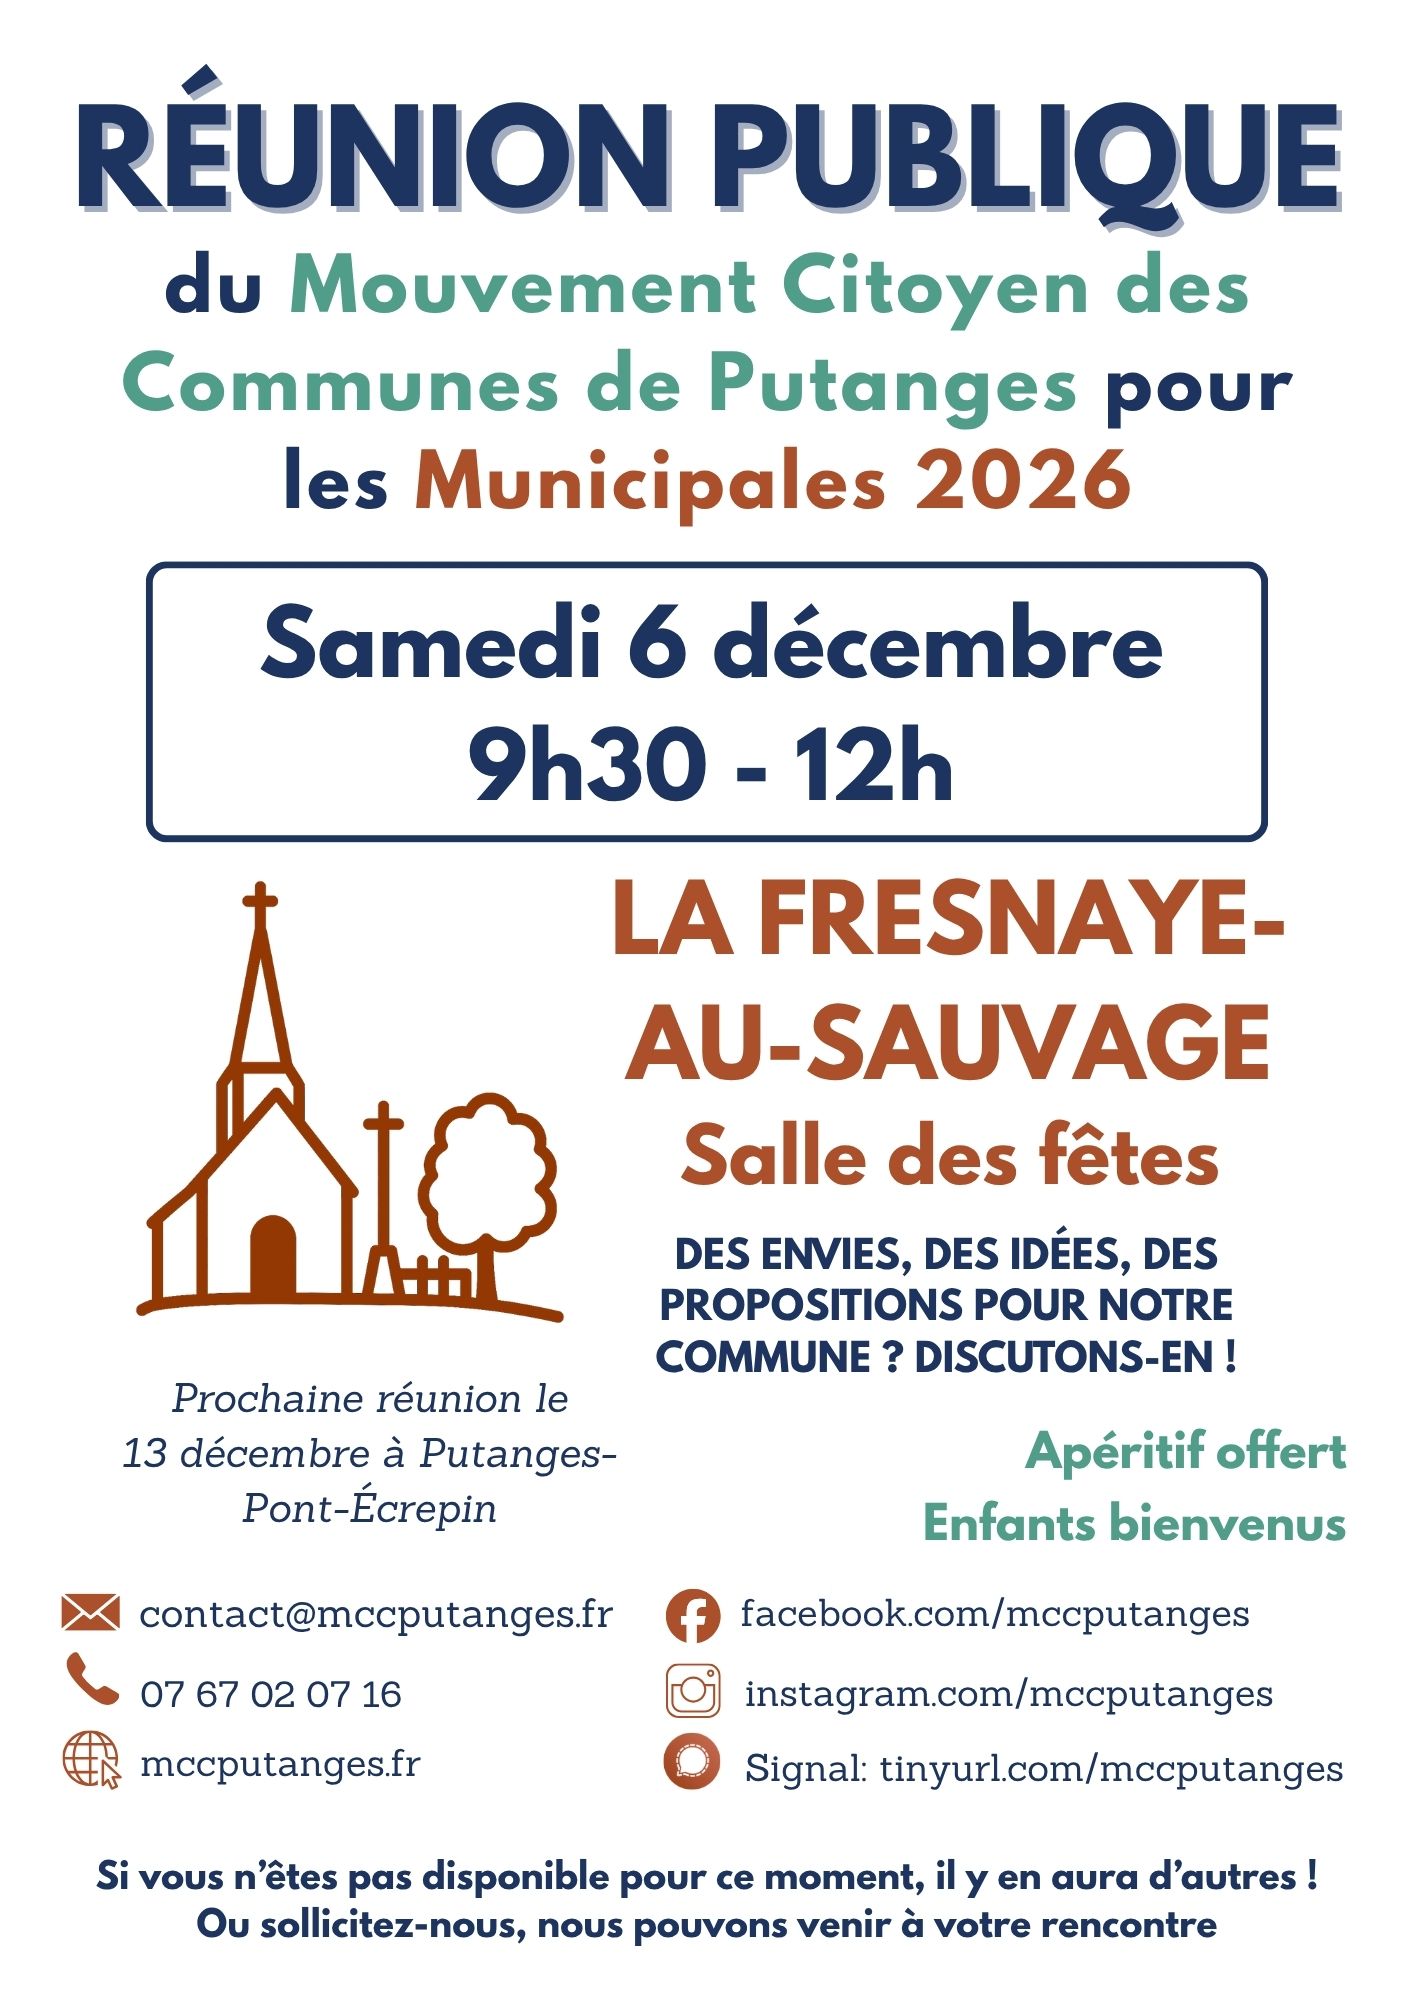 RÉUNION PUBLIQUE
du Mouvement Citoyen des
Communes de Putanges pour
les Municipales 2026
Samedi 6 décembre
9h30 - 12h
LA FRESNAYE-
AU-SAUVAGE
Salle des fêtes
DES ENVIES, DES IDÉES, DES
PROPOSITIONS POUR NOTRE
COMMUNE ? DISCUTONS-EN !
Prochaine réunion le
13 décembre à Putanges-
Pont-Écrepin
Apéritif offert
Enfants bienvenus
contact@mccputanges.fr
07 67 02 07 16
mccputanges.fr
facebook.com/mccputanges
instagram.com/mccputanges
Signal: tinyurl.com/mccputanges
Si vous n’êtes pas disponible pour ce moment, il y en aura d’autres !
Ou sollicitez-nous, nous pouvons venir à votre rencontre